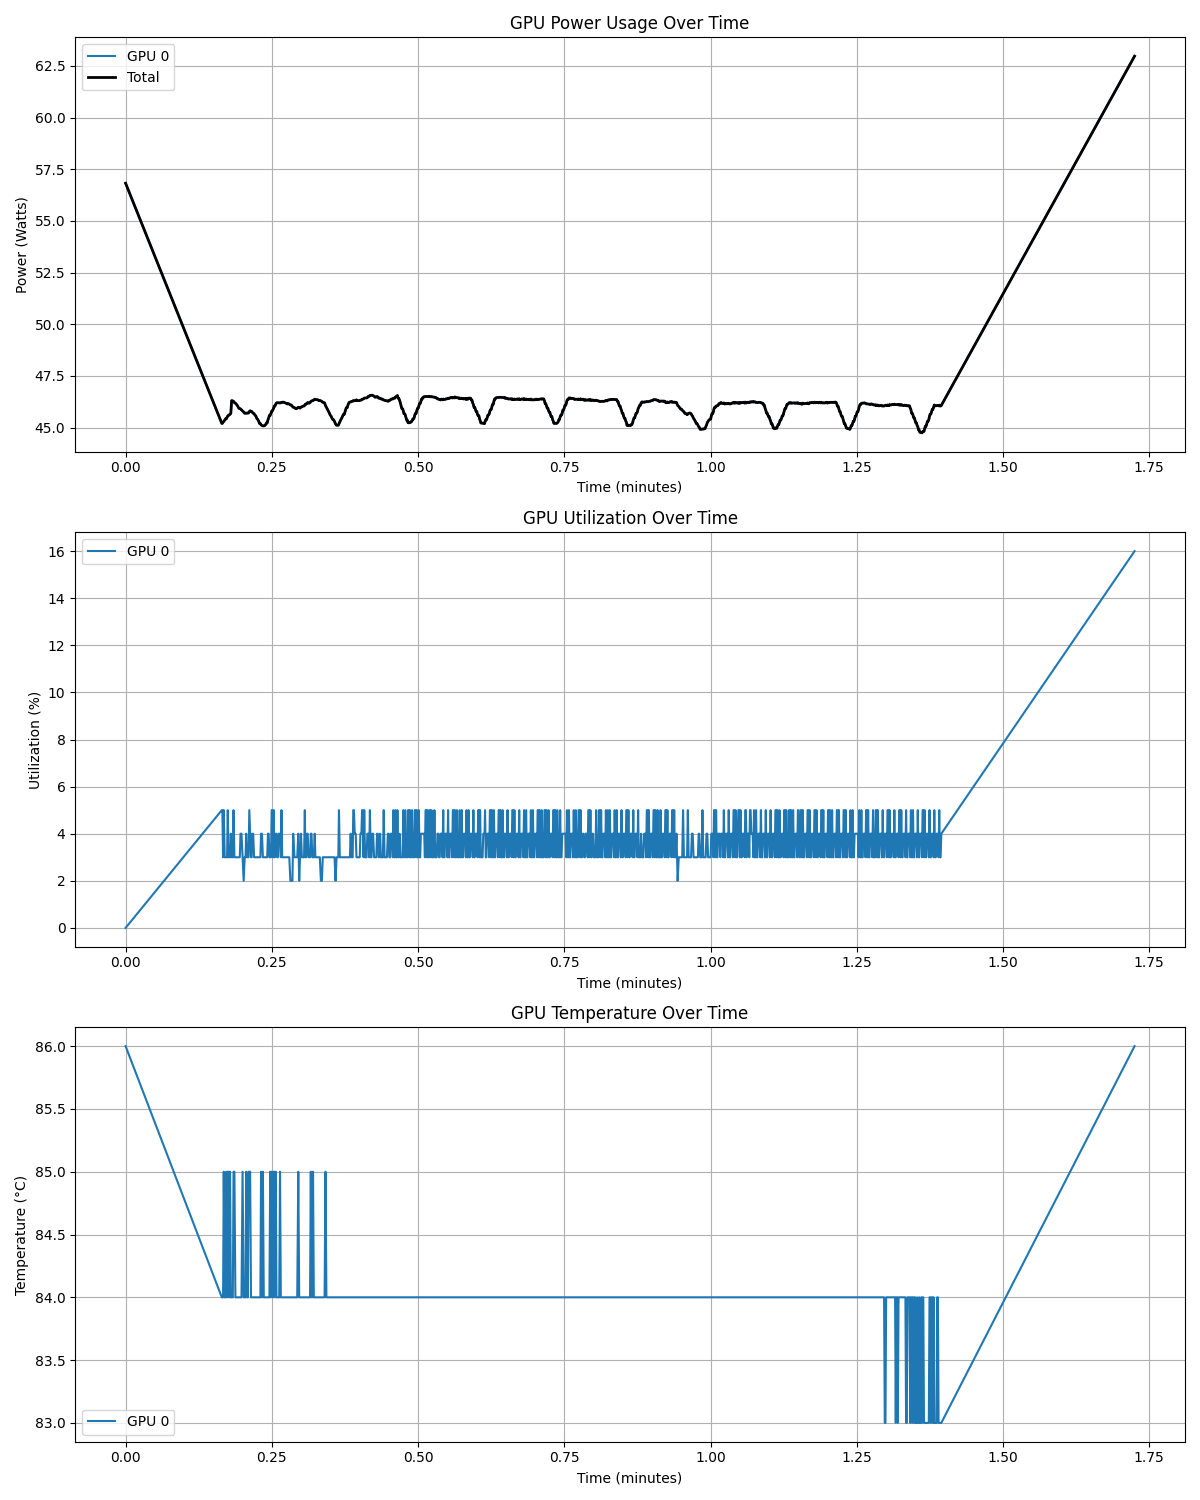 GPU Power Usage Over Time
GPU 0
Total
62.5
60.0
57.5
55.0
52.5
50.0
47.5
45.0
Power (Watts)
0.00 0.25 0.50 0.75 1.00 1.25 1.50 1.75
Time (minutes)
GPU Utilization Over Time
GPU 0
16
14
12
10
8
6
4
2
0
Utilization (%)
0.00 0.25 0.50 0.75 1.00 1.25 1.50 1.75
Time (minutes)
GPU Temperature Over Time
86.0
85.5
85.0
84.5
84.0
83.5
83.0
Temperature (°C)
GPU 0
0.00 0.25 0.50 0.75 1.00 1.25 1.50 1.75
Time (minutes)